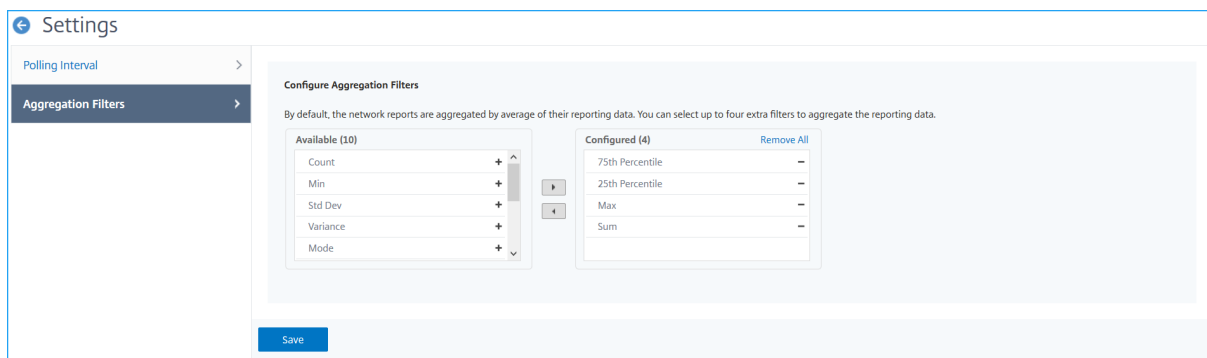 Settings
Polling Interval
Aggregation Filters
Configure Aggregation Filters
By default, the network reports are aggregated by average of their reporting data. You can select up to four extra filters to aggregate the reporting data.
Available (10)
Count
Min
Std Dev
Variance
Mode
Configured (4) Remove All
75th Percentile
25th Percentile
Max
Sum
Save